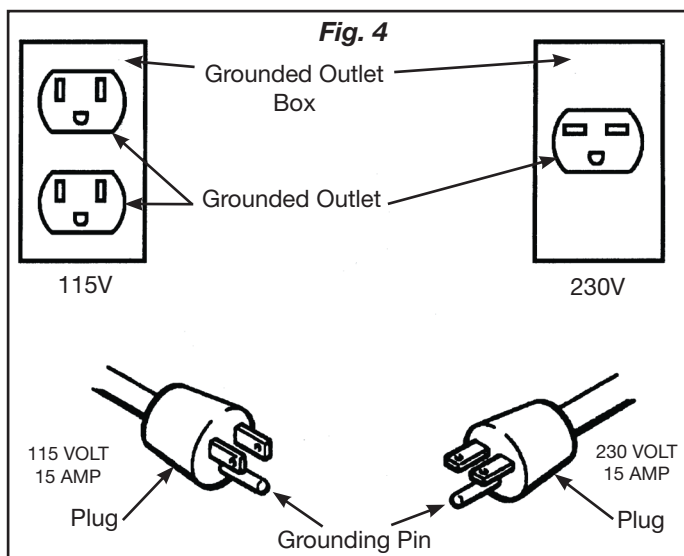 Fig. 4
Grounded Outlet
Box
Grounded Outlet
115V
230V
115 VOLT
15 AMP
230 VOLT
15 AMP
Plug
Grounding Pin
Plug